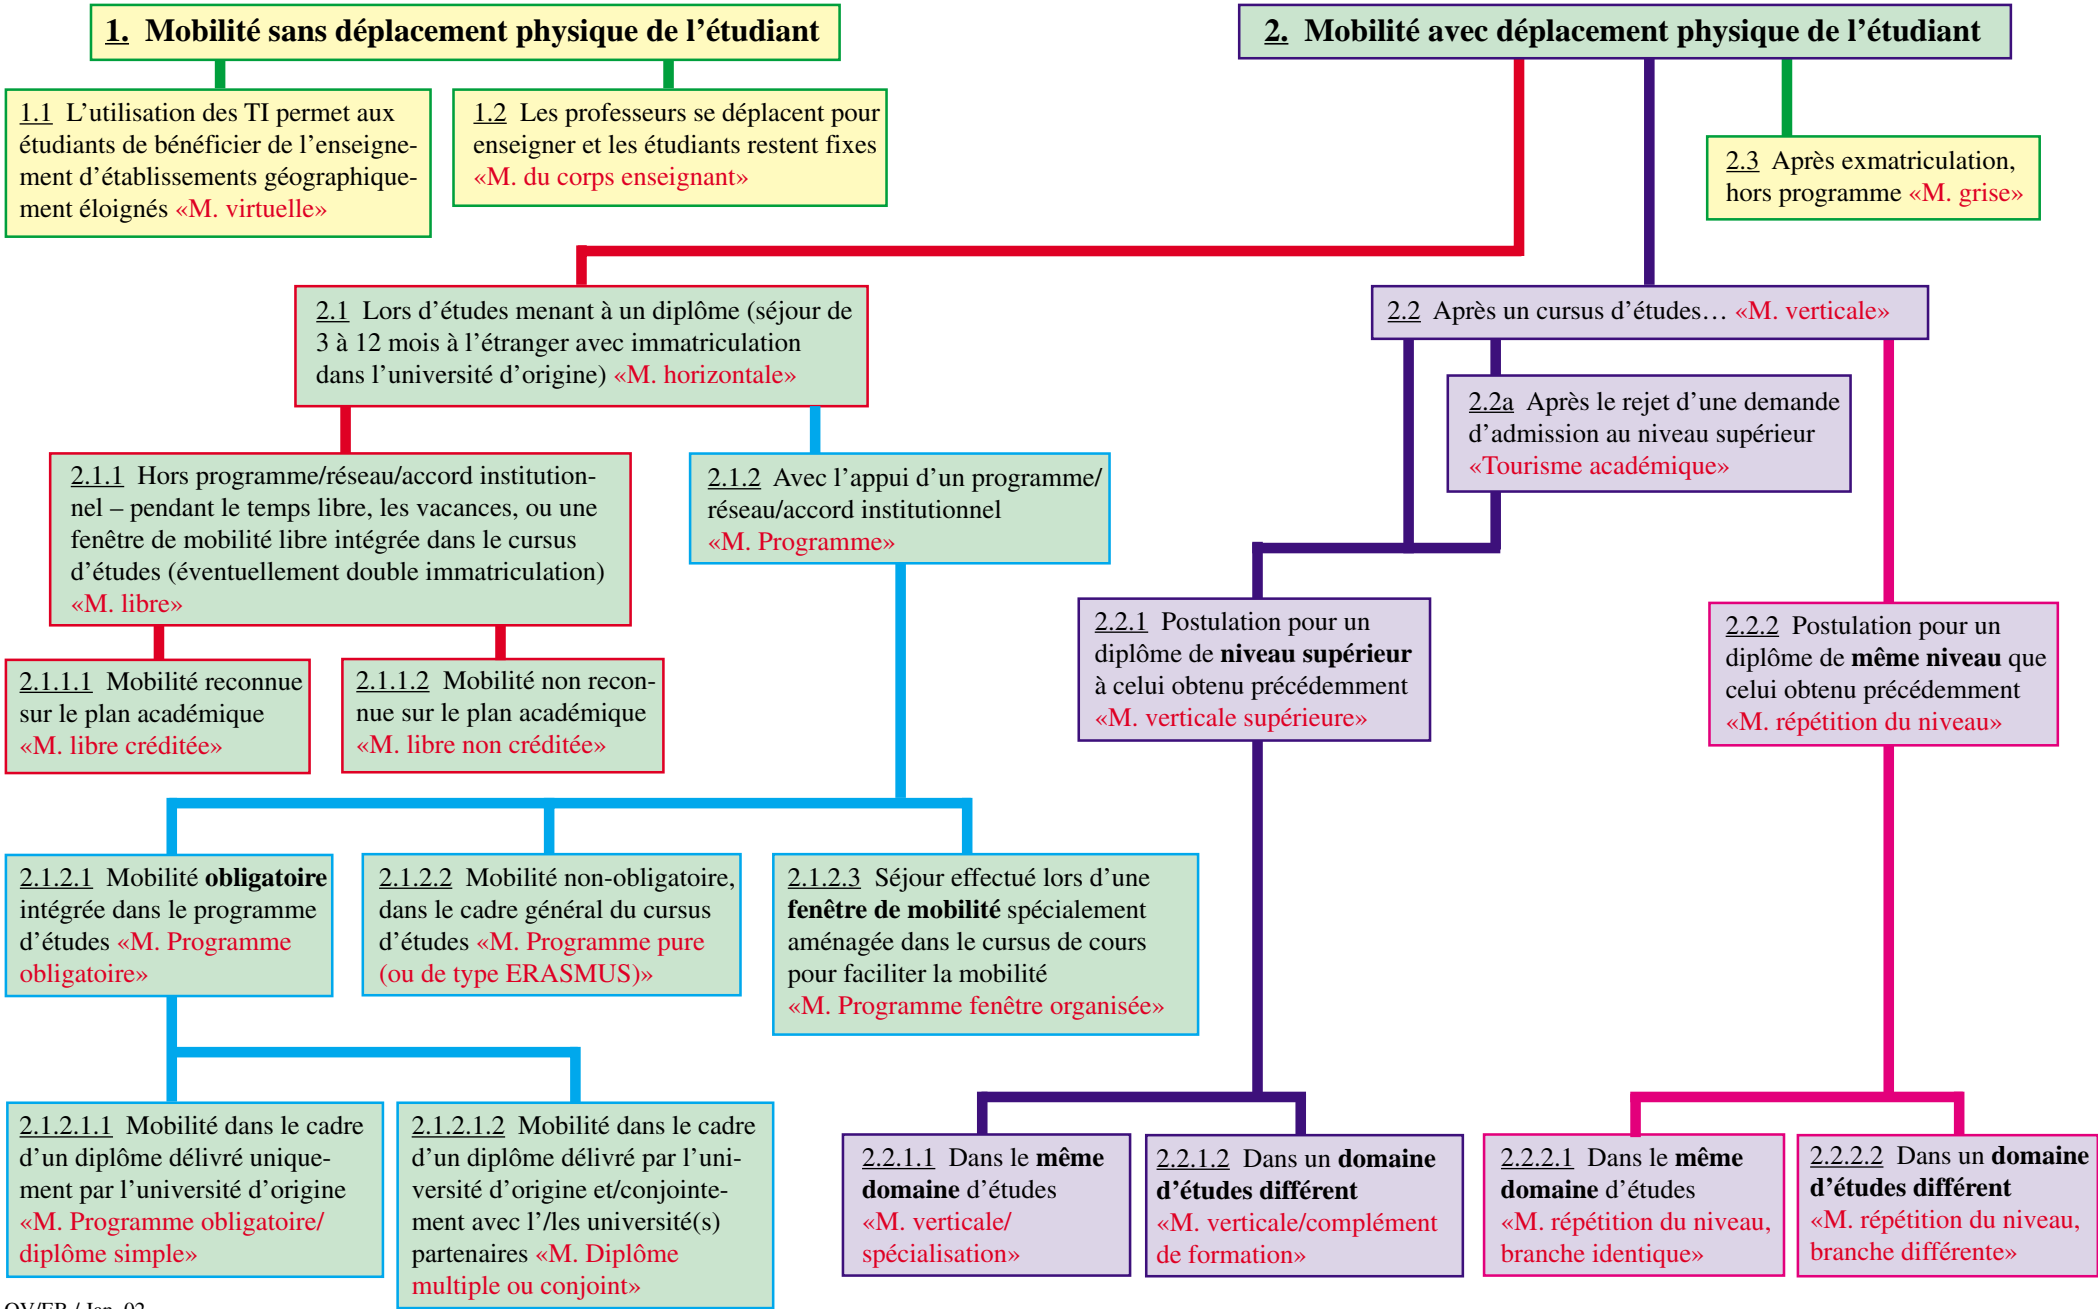 1. Mobilité sans déplacement physique de l'étudiant
2. Mobilité avec déplacement physique de l'étudiant
1.1 L'utilisation des TI permet aux
étudiants de bénéficier de l'enseigne-
ment d'établissements géographique-
ment éloignés «M. virtuelle»
1.2 Les professeurs se déplacent pour
enseigner et les étudiants restent fixes
«M. du corps enseignant»
2.3 Après exmatriculation,
hors programme «M. grise»
2.1 Lors d'études menant à un diplôme (séjour de
3 à 12 mois à l'étranger avec immatriculation
dans l'université d'origine) «M. horizontale»
2.2 Après un cursus d'études… «M. verticale»
2.2a Après le rejet d'une demande
d'admission au niveau supérieur
«Tourisme académique»
2.1.1 Hors programme/réseau/accord institution-
nel – pendant le temps libre, les vacances, ou une
fenêtre de mobilité libre intégrée dans le cursus
d'études (éventuellement double immatriculation)
«M. libre»
2.1.2 Avec l'appui d'un programme/
réseau/accord institutionnel
«M. Programme»
2.2.1 Postulation pour un
diplôme de niveau supérieur
à celui obtenu précédemment
«M. verticale supérieure»
2.2.2 Postulation pour un
diplôme de même niveau que
celui obtenu précédemment
«M. répétition du niveau»
2.1.1.1 Mobilité reconnue
sur le plan académique
«M. libre créditée»
2.1.1.2 Mobilité non recon-
nue sur le plan académique
«M. libre non créditée»
2.1.2.1 Mobilité obligatoire
intégrée dans le programme
d'études «M. Programme
obligatoire»
2.1.2.2 Mobilité non-obligatoire,
dans le cadre général du cursus
d'études «M. Programme pure
(ou de type ERASMUS)»
2.1.2.3 Séjour effectué lors d'une
fenêtre de mobilité spécialement
aménagée dans le cursus de cours
pour faciliter la mobilité
«M. Programme fenêtre organisée»
2.1.2.1.1 Mobilité dans le cadre
d'un diplôme délivré unique-
ment par l'université d'origine
«M. Programme obligatoire/
diplôme simple»
2.1.2.1.2 Mobilité dans le cadre
d'un diplôme délivré par l'uni-
versité d'origine et/conjointe-
ment avec l'/les université(s)
partenaires «M. Diplôme
multiple ou conjoint»
2.2.1.1 Dans le même
domaine d'études
«M. verticale/
spécialisation»
2.2.1.2 Dans un domaine
d'études différent
«M. verticale/complément
de formation»
2.2.2.1 Dans le même
domaine d'études
«M. répétition du niveau,
branche identique»
2.2.2.2 Dans un domaine
d'études différent
«M. répétition du niveau,
branche différente»
/ Jan. 02